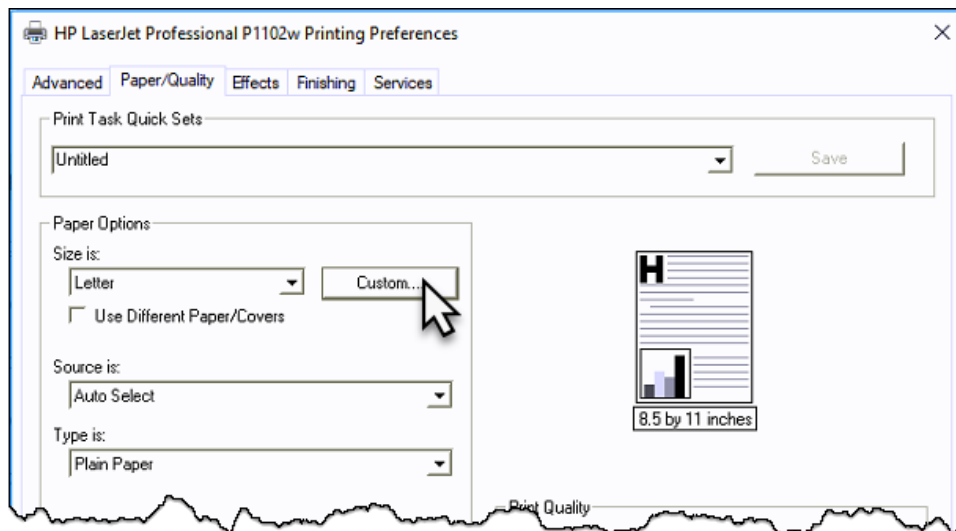 HP LaserJet Professional P1102w Printing Preferences
Advanced Paper/Quality Effects Finishing Services
Print Task Quick Sets
Untitled Save
Paper Options
Size is:
Letter Custom...
Use Different Paper/Covers
Source is:
Auto Select
Type is:
Plain Paper
H
8.5 by 11 inches
Print Quality